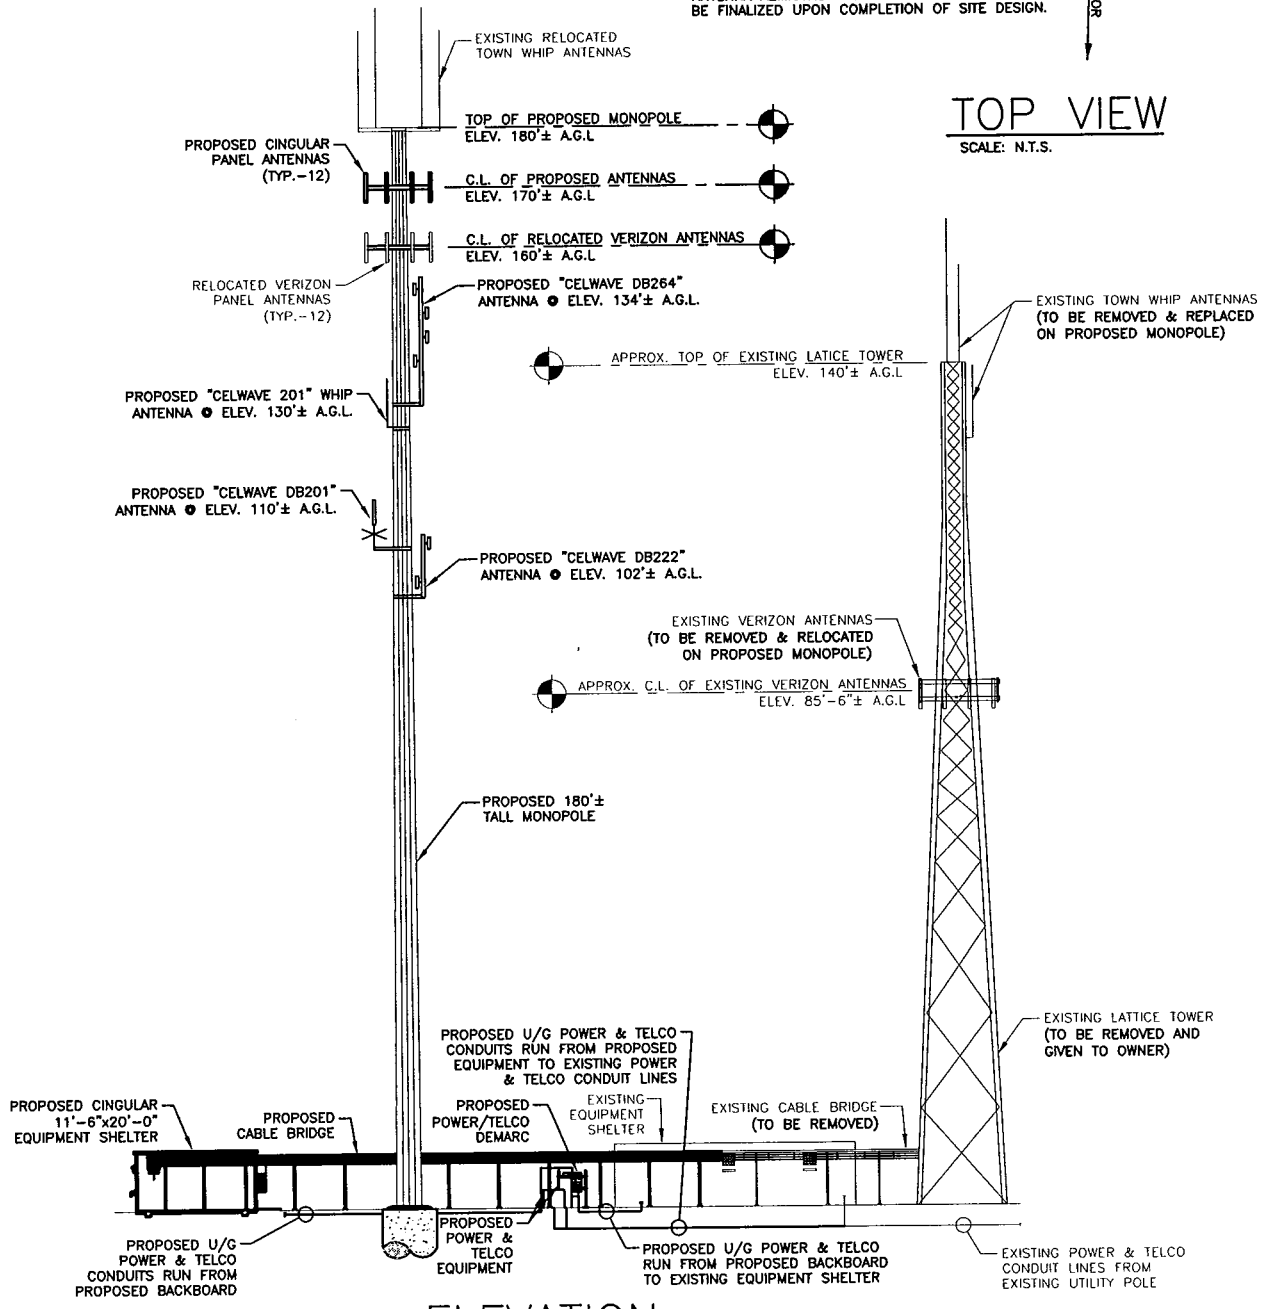 BE FINALIZED UPON COMPLETION OF SITE DESIGN.
OR
EXISTING RELOCATED
TOWN WHIP ANTENNAS
TOP VIEW
SCALE: N.T.S.
TOP OF PROPOSED MONOPOLE
ELEV. 180'± A.G.L
PROPOSED CINGULAR
PANEL ANTENNAS
(TYP.-12)
C.L. OF PROPOSED ANTENNAS
ELEV. 170'± A.G.L
C.L. OF RELOCATED VERIZON ANTENNAS
ELEV. 160'± A.G.L
RELOCATED VERIZON
PANEL ANTENNAS
(TYP.-12)
PROPOSED "CELWAVE DB264"
ANTENNA @ ELEV. 134'± A.G.L.
EXISTING TOWN WHIP ANTENNAS
(TO BE REMOVED & REPLACED
ON PROPOSED MONOPOLE)
APPROX. TOP OF EXISTING LATICE TOWER
ELEV. 140'± A.G.L
PROPOSED "CELWAVE 201" WHIP
ANTENNA @ ELEV. 130'± A.G.L.
PROPOSED "CELWAVE DB201"
ANTENNA @ ELEV. 110'± A.G.L.
PROPOSED "CELWAVE DB222"
ANTENNA @ ELEV. 102'± A.G.L.
EXISTING VERIZON ANTENNAS
(TO BE REMOVED & RELOCATED
ON PROPOSED MONOPOLE)
APPROX. C.L. OF EXISTING VERIZON ANTENNAS
ELEV. 85'-6"± A.G.L
PROPOSED 180'±
TALL MONOPOLE
EXISTING LATTICE TOWER
(TO BE REMOVED AND
GIVEN TO OWNER)
PROPOSED U/G POWER & TELCO
CONDUITS RUN FROM PROPOSED
EQUIPMENT TO EXISTING POWER
& TELCO CONDUIT LINES
PROPOSED CINGULAR
11'-6"x20'-0"
EQUIPMENT SHELTER
PROPOSED
CABLE BRIDGE
PROPOSED
POWER/TELCO
DEMARC
EXISTING
EQUIPMENT
SHELTER
EXISTING CABLE BRIDGE
(TO BE REMOVED)
PROPOSED U/G
POWER & TELCO
CONDUITS RUN FROM
PROPOSED BACKBOARD
PROPOSED
POWER &
TELCO
EQUIPMENT
PROPOSED U/G POWER & TELCO
RUN FROM PROPOSED BACKBOARD
TO EXISTING EQUIPMENT SHELTER
EXISTING POWER & TELCO
CONDUIT LINES FROM
EXISTING UTILITY POLE
ELEVATION